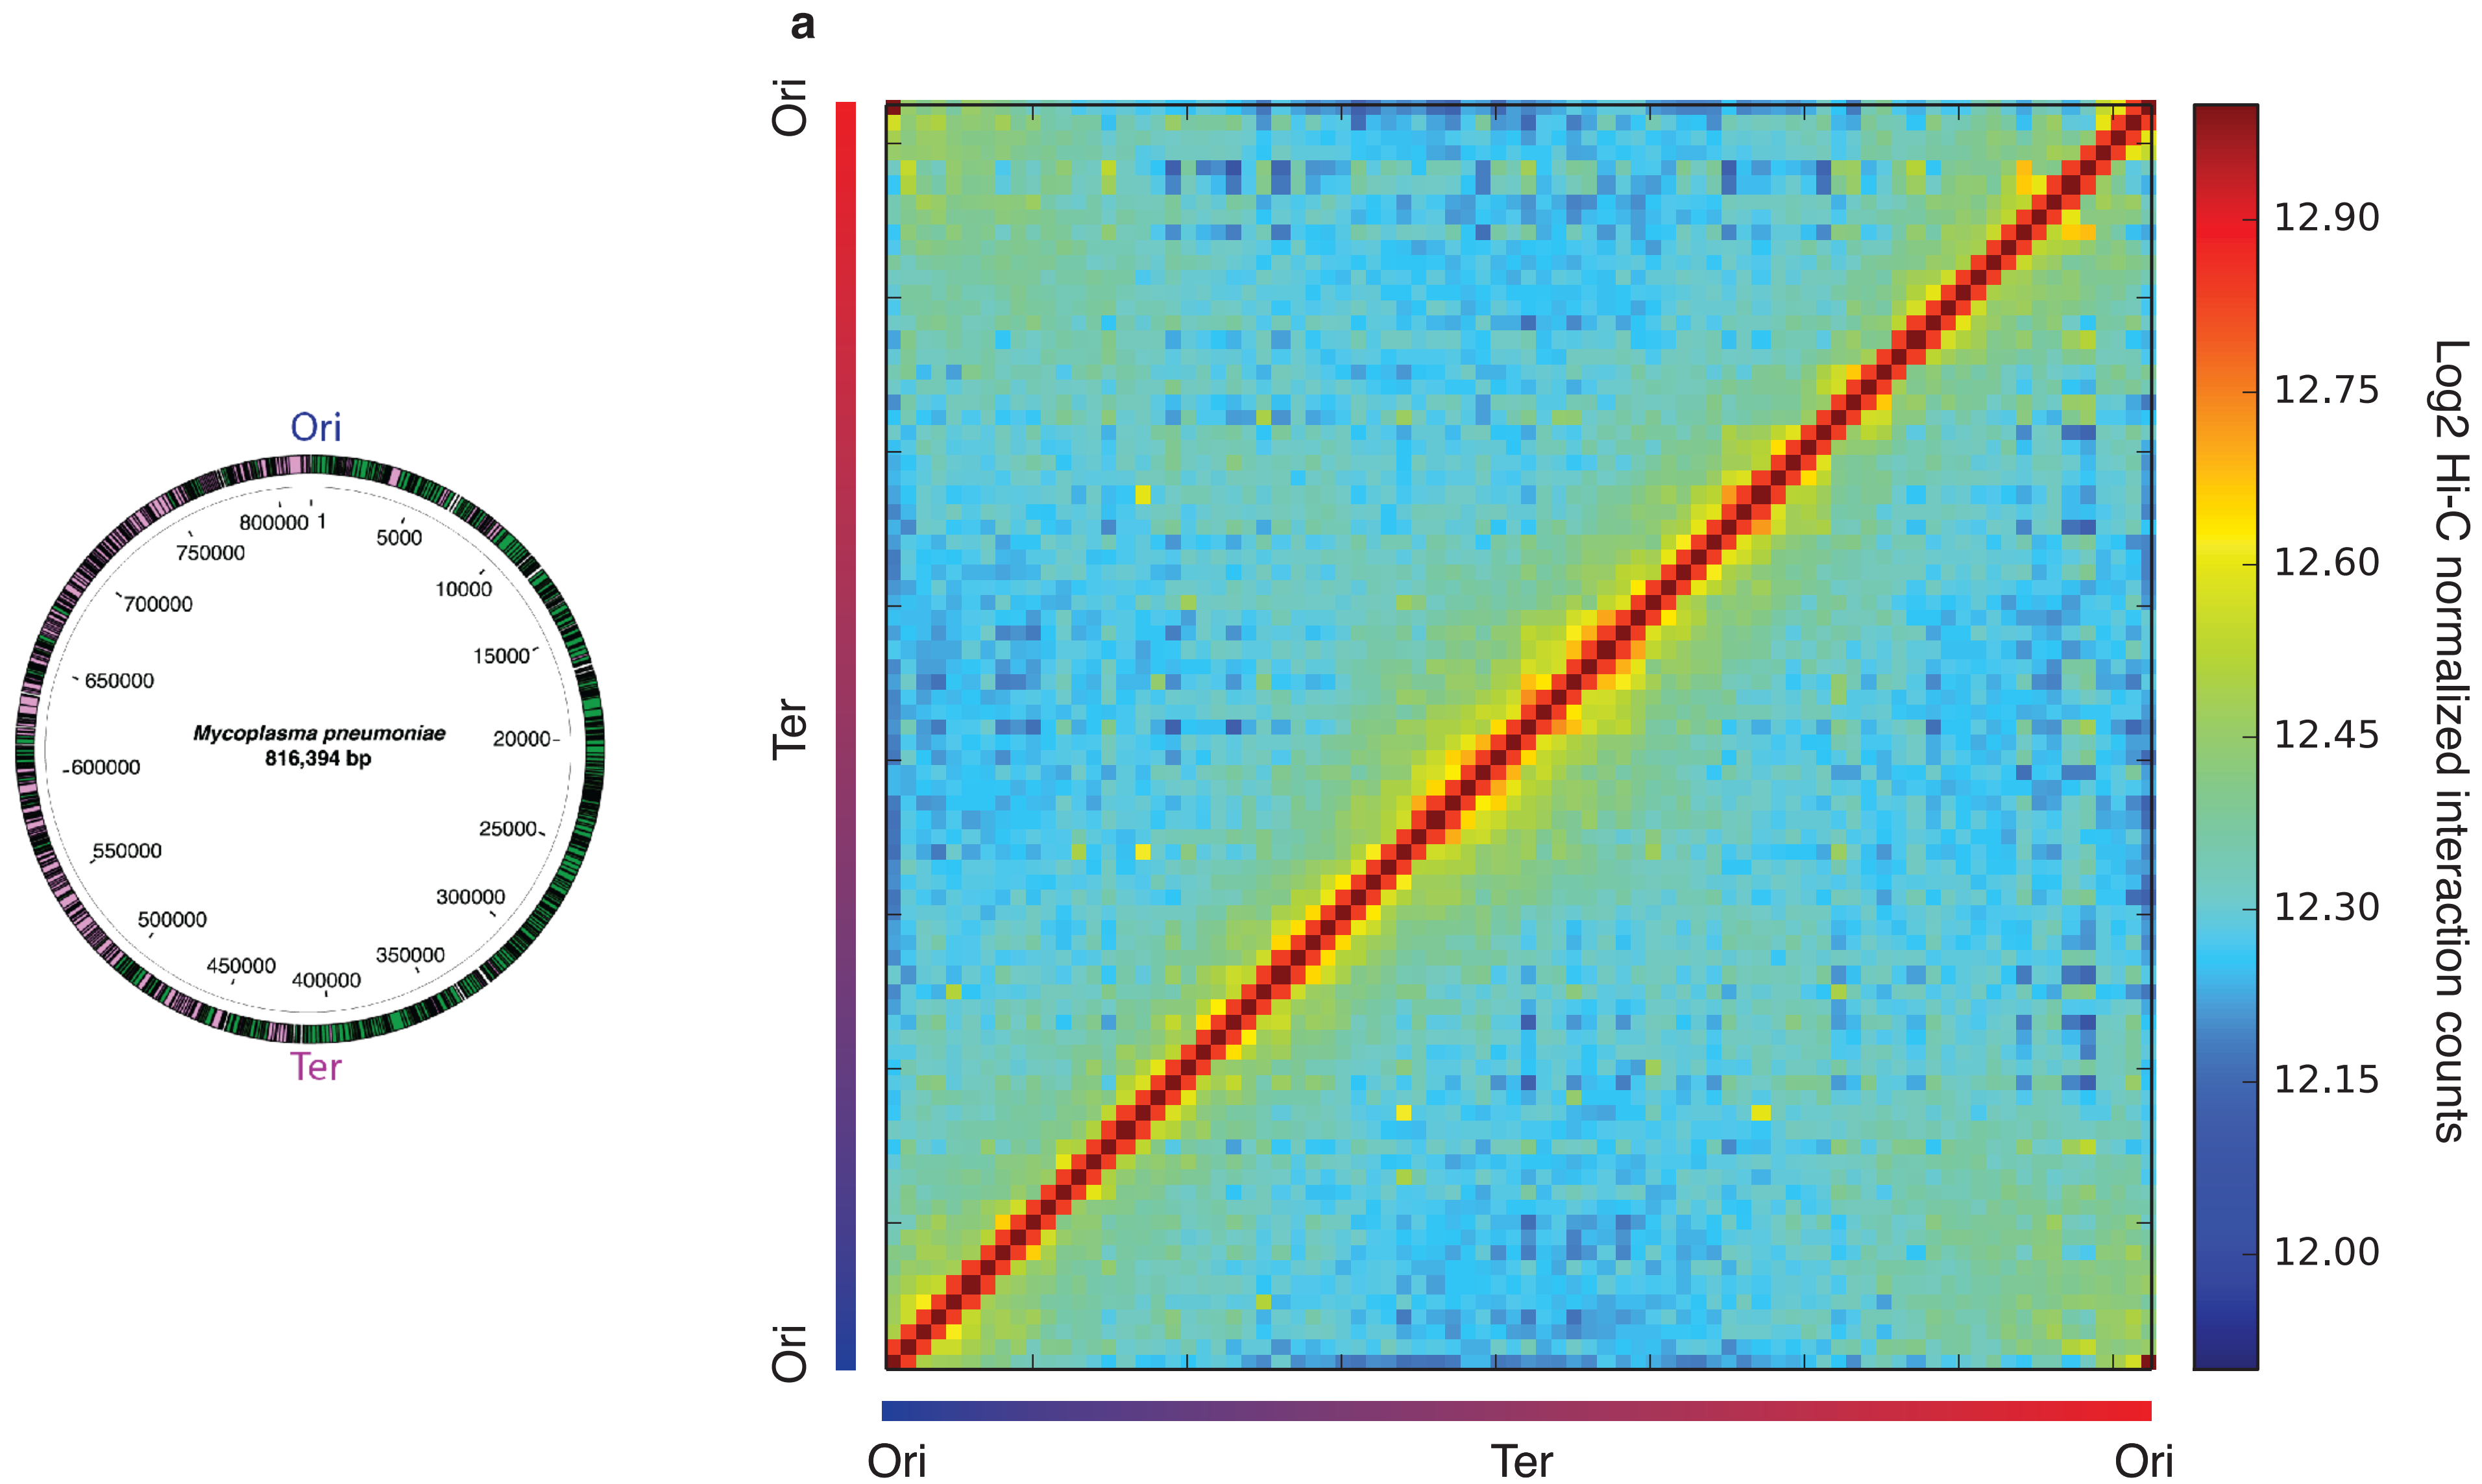 a
Ori
Ter
Ori
Ori
Ter
Ori
12.90
12.75
12.60
12.45
12.30
12.15
12.00
Log2 Hi-C normalized interaction counts
Ori
800000
1
5000
10000
15000
20000
25000
300000
350000
400000
450000
500000
550000
600000
650000
700000
750000
Mycoplasma pneumoniae
816,394 bp
Ter